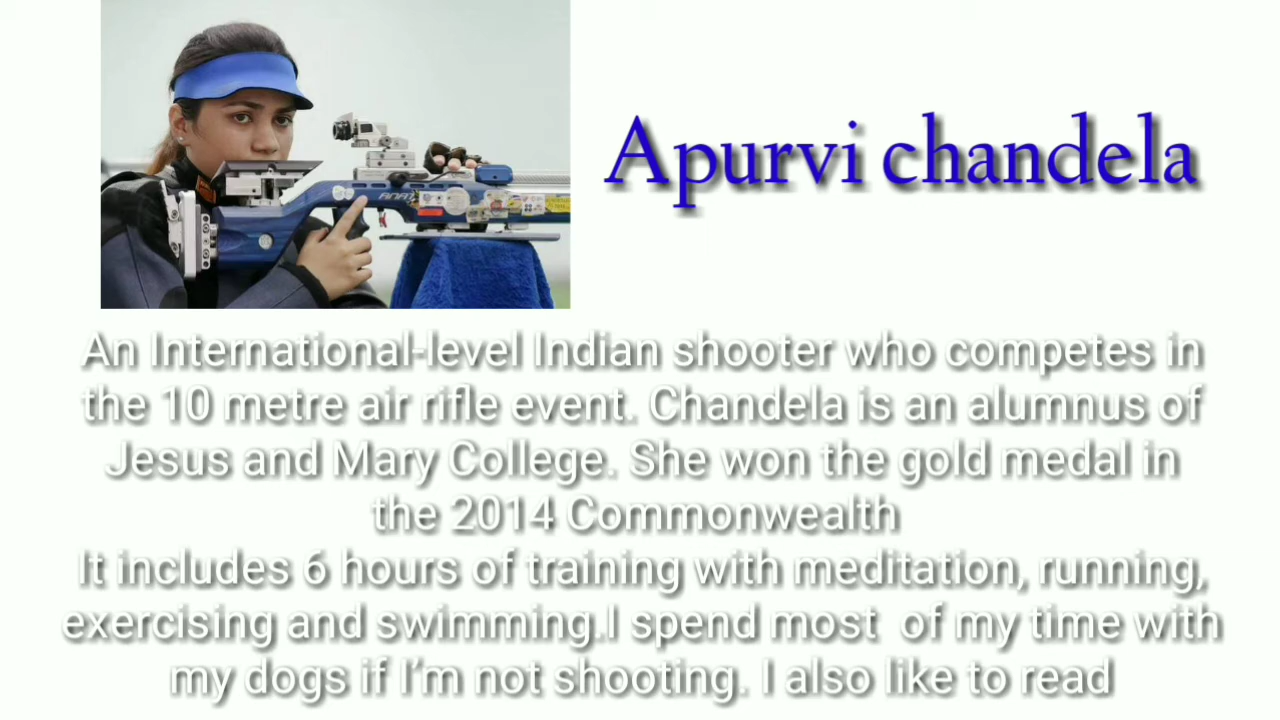 Apurvi chandela
An International-level Indian shooter who competes in
the 10 metre air rifle event. Chandela is an alumnus of
Jesus and Mary College. She won the gold medal in
the 2014 Commonwealth
It includes 6 hours of training with meditation, running,
exercising and swimming.I spend most  of my time with
my dogs if I’m not shooting. I also like to read